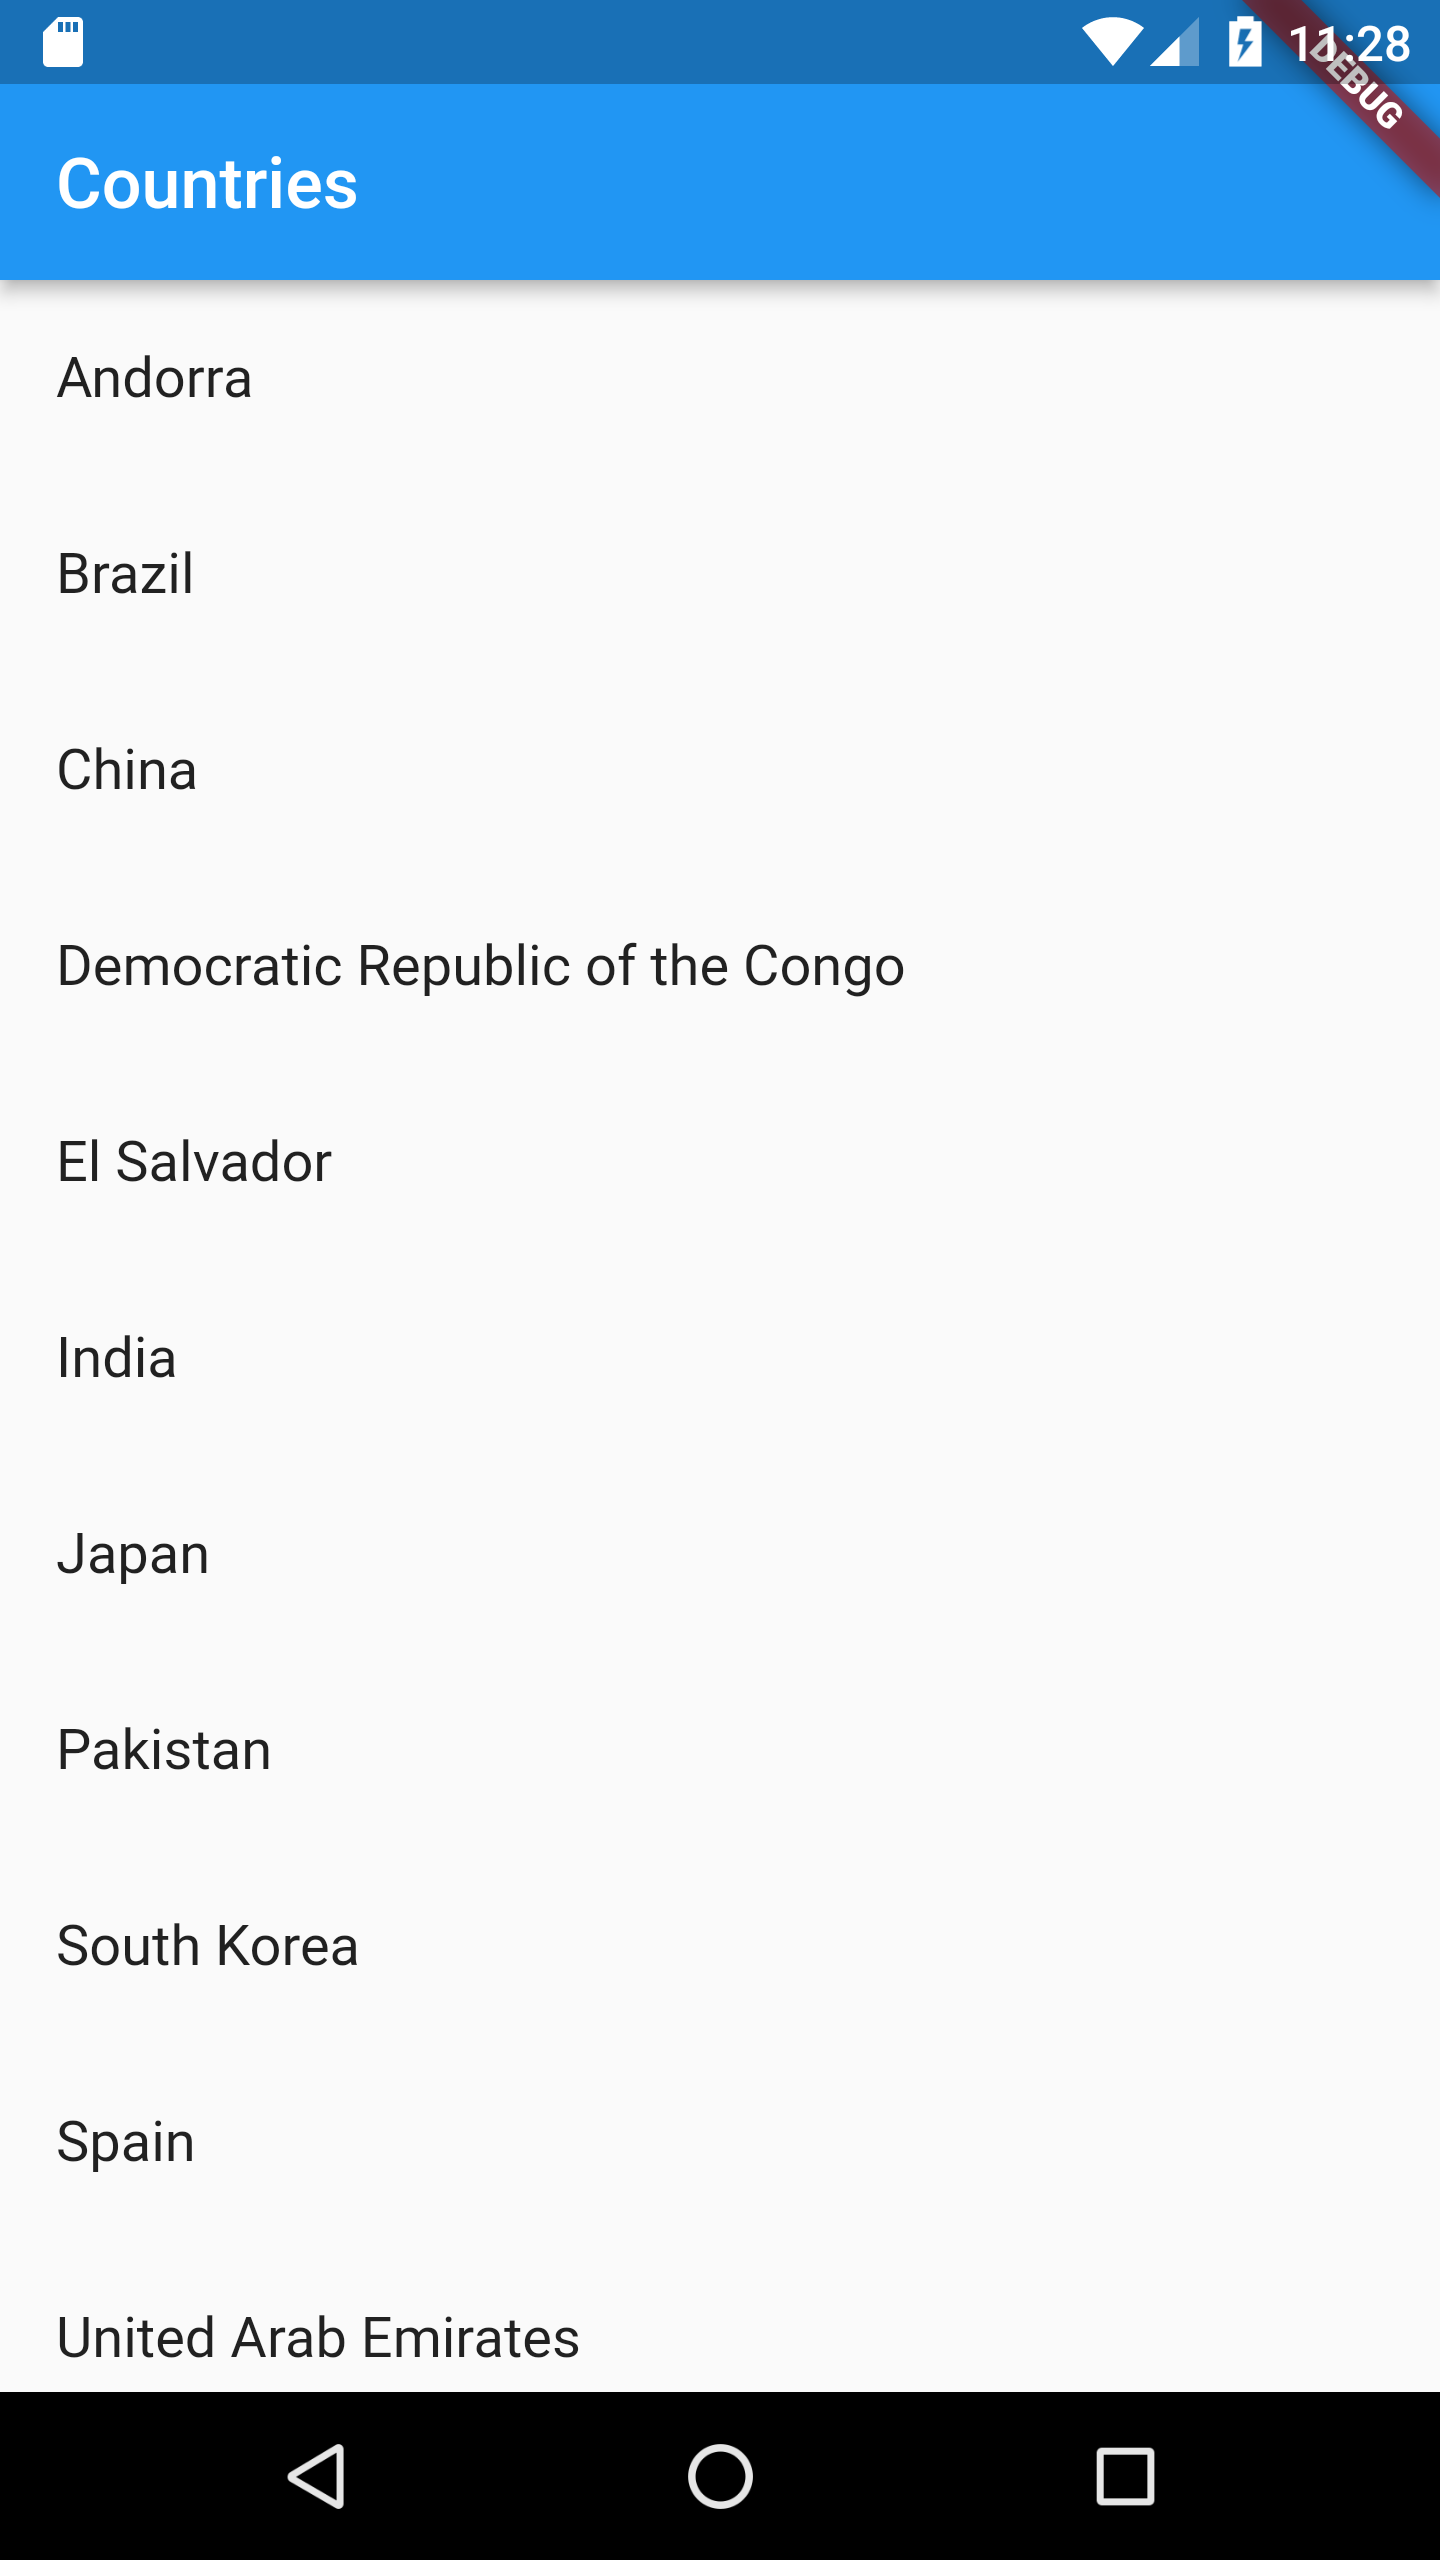 11:28
DEBUG
Countries
Andorra
Brazil
China
Democratic Republic of the Congo
El Salvador
India
Japan
Pakistan
South Korea
Spain
United Arab Emirates